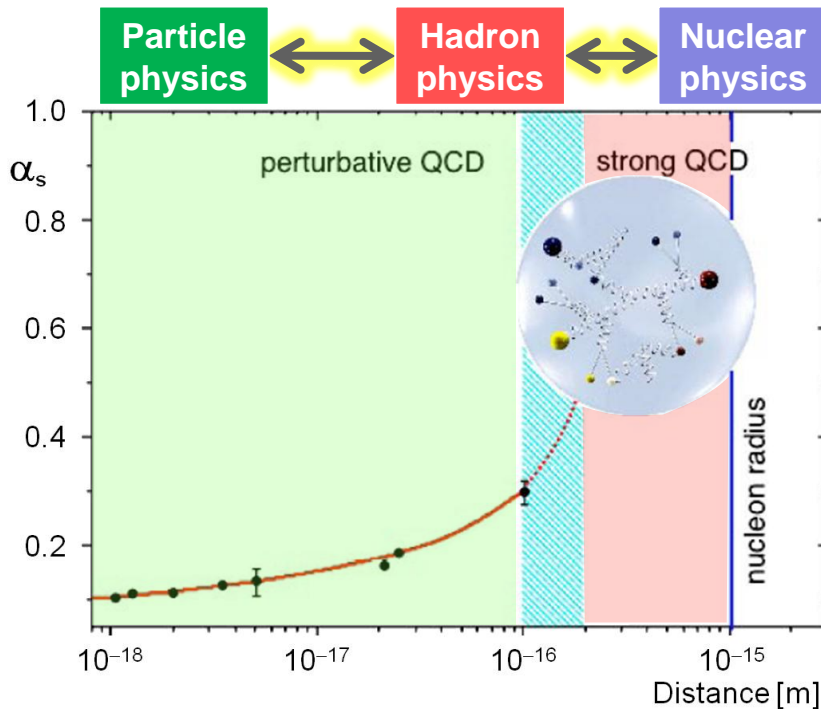 Particle
physics
Hadron
physics
Nuclear
physics
1.0
αs
perturbative QCD
strong QCD
0.8
0.6
0.4
0.2
nucleon radius
10⁻¹⁸
10⁻¹⁷
10⁻¹⁶
10⁻¹⁵
Distance [m]